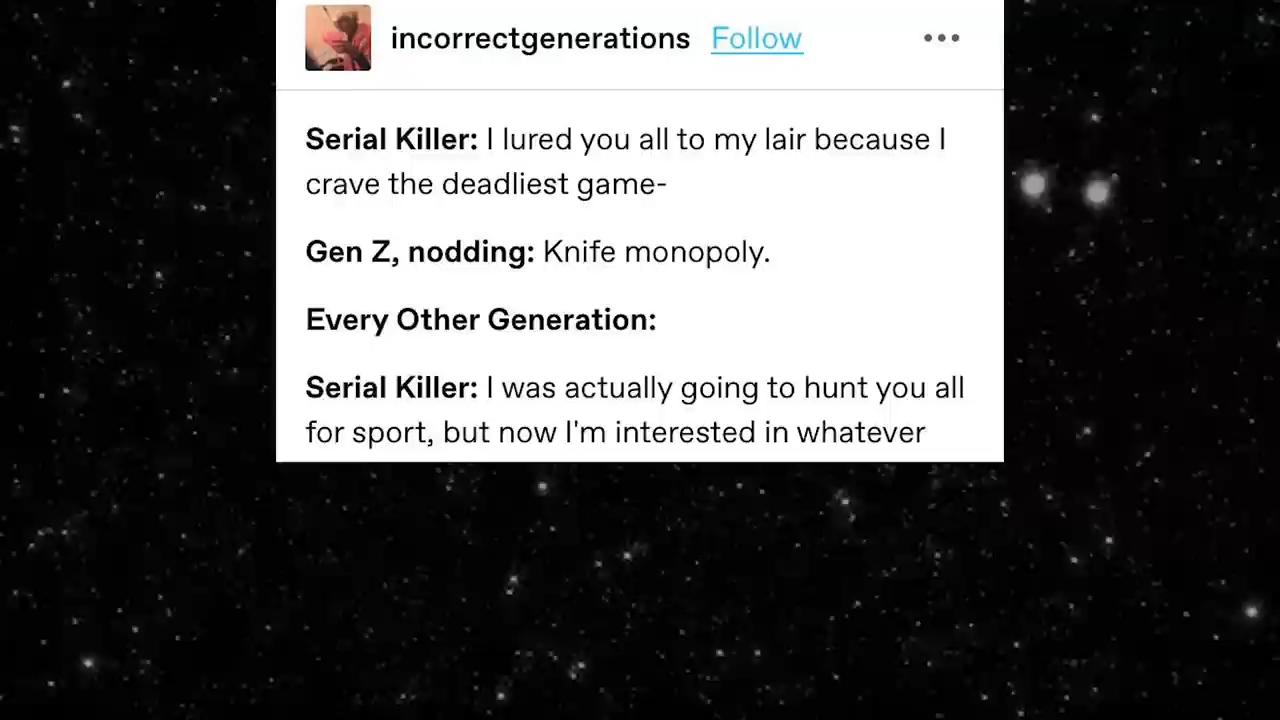 incorrectgenerations Follow
Serial Killer: I lured you all to my lair because I
crave the deadliest game-
Gen Z, nodding: Knife monopoly.
Every Other Generation:
Serial Killer: I was actually going to hunt you all
for sport, but now I'm interested in whatever